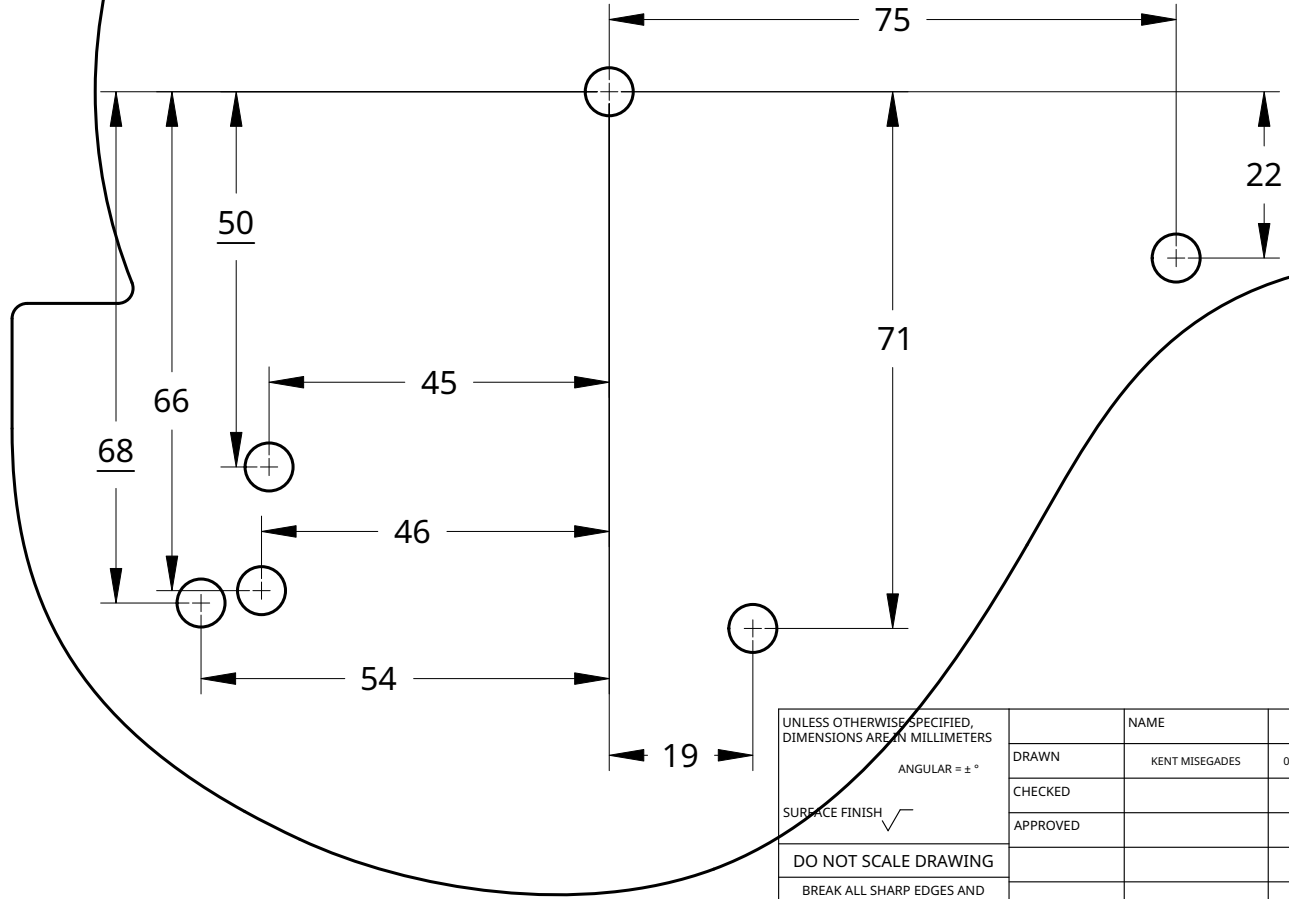 75
22
50
71
45
66
68
46
54
19
UNLESS OTHERWISE SPECIFIED,
DIMENSIONS ARE IN MILLIMETERS
ANGULAR = ± °
SURFACE FINISH √
DO NOT SCALE DRAWING
BREAK ALL SHARP EDGES AND
NAME
DRAWN
KENT MISEGADES
0
CHECKED
APPROVED